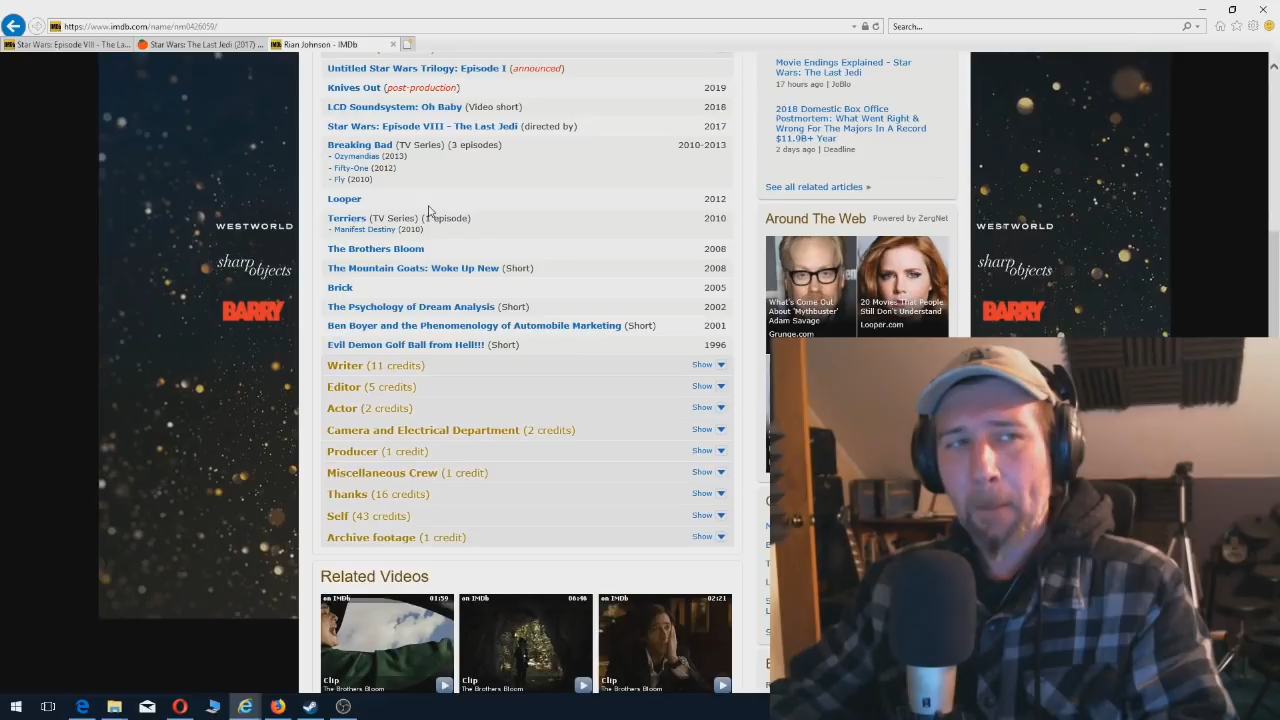 https://www.imdb.com/name/nm0426059/
Search...
Star Wars: Episode VIII - The La...
Star Wars: The Last Jedi (2017) ...
Rian Johnson - IMDb
Untitled Star Wars Trilogy: Episode I (announced)
Knives Out (post-production) 2019
LCD Soundsystem: Oh Baby (Video short) 2018
Star Wars: Episode VIII - The Last Jedi (directed by) 2017
Breaking Bad (TV Series) (3 episodes) 2010-2013
- Ozymandias (2013)
- Fifty-One (2012)
- Fly (2010)
Looper 2012
Terriers (TV Series) (1 episode) 2010
- Manifest Destiny (2010)
The Brothers Bloom 2008
The Mountain Goats: Woke Up New (Short) 2008
Brick 2005
The Psychology of Dream Analysis (Short) 2002
Ben Boyer and the Phenomenology of Automobile Marketing (Short) 2001
Evil Demon Golf Ball from Hell!!! (Short) 1996
Writer (11 credits) Show
Editor (5 credits) Show
Actor (2 credits) Show
Camera and Electrical Department (2 credits) Show
Producer (1 credit) Show
Miscellaneous Crew (1 credit) Show
Thanks (16 credits) Show
Self (43 credits) Show
Archive footage (1 credit) Show
Related Videos
on IMDb 01:59
Clip
The Brothers Bloom
on IMDb 06:46
Clip
The Brothers Bloom
on IMDb 02:21
Clip
The Brothers Bloom
Movie Endings Explained - Star
Wars: The Last Jedi
17 hours ago | JoBlo
2018 Domestic Box Office
Postmortem: What Went Right &
Wrong For The Majors In A Record
$11.9B+ Year
2 days ago | Deadline
See all related articles »
Around The Web Powered by ZergNet
What's Come Out
About 'Mythbuster'
Adam Savage
Grunge.com
20 Movies That People
Still Don't Understand
Looper.com
WESTWORLD
sharp
objects
BARRY
WESTWORLD
sharp
objects
BARRY